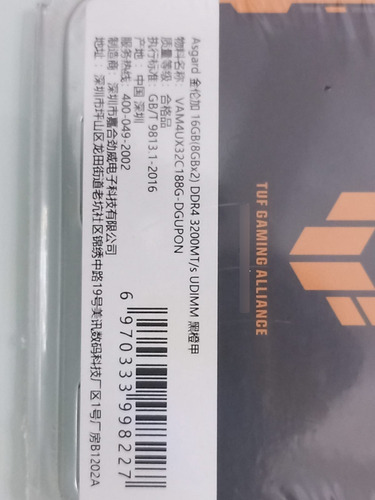 Asgard 金伦加 16GB(8GBx2) DDR4 3200MT/s UDIMM 黑橙甲
物料名称: VAM4UX32C188G-DGUPON
质量等级: 合格品
执行标准: GB/T 9813.1-2016
产地: 中国 深圳
服务热线: 400-049-2002
制造商: 深圳市嘉合劲威电子科技有限公司
地址: 深圳市坪山区龙田街道老坑社区锦绣中路19号美讯数码科技厂区1号厂房B1202A
6 970333 998227
TUF GAMING ALLIANCE